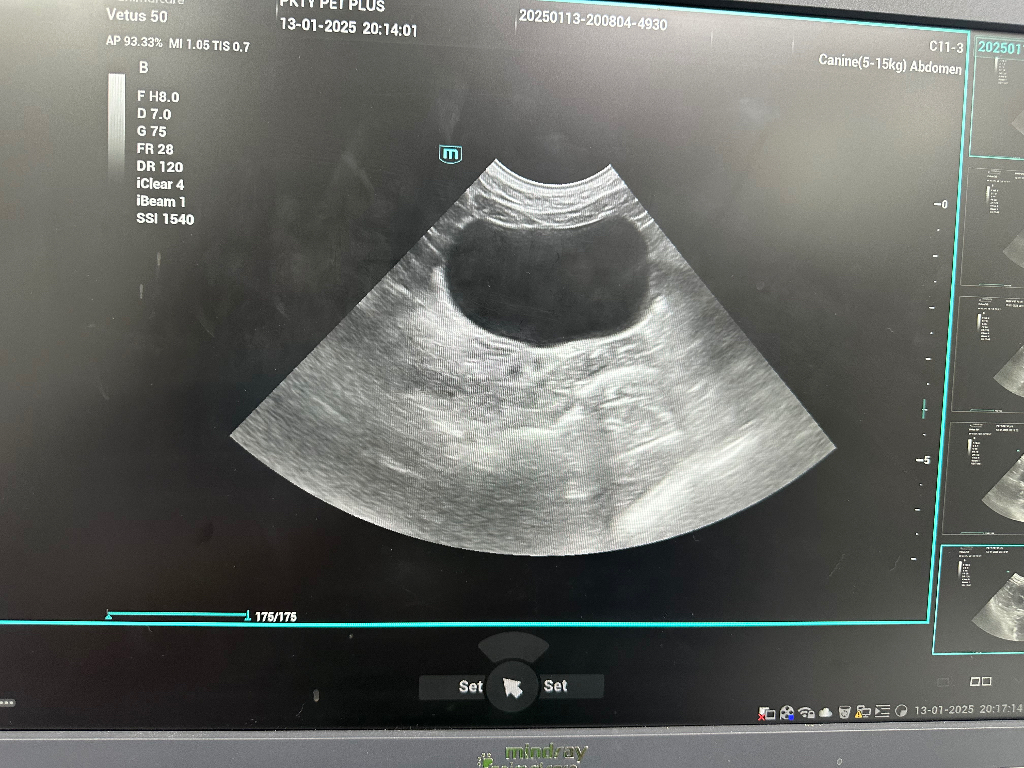 Vetus 50
PKTY PET PLUS
13-01-2025 20:14:01
20250113-200804-4930
AP 93.33% MI 1.05 TIS 0.7
C11-3
Canine(5-15kg) Abdomen
B
F H8.0
D 7.0
G 75
FR 28
DR 120
iClear 4
iBeam 1
SSI 1540
m
0
5
175/175
Set
Set
13-01-2025 20:17:14
mindray